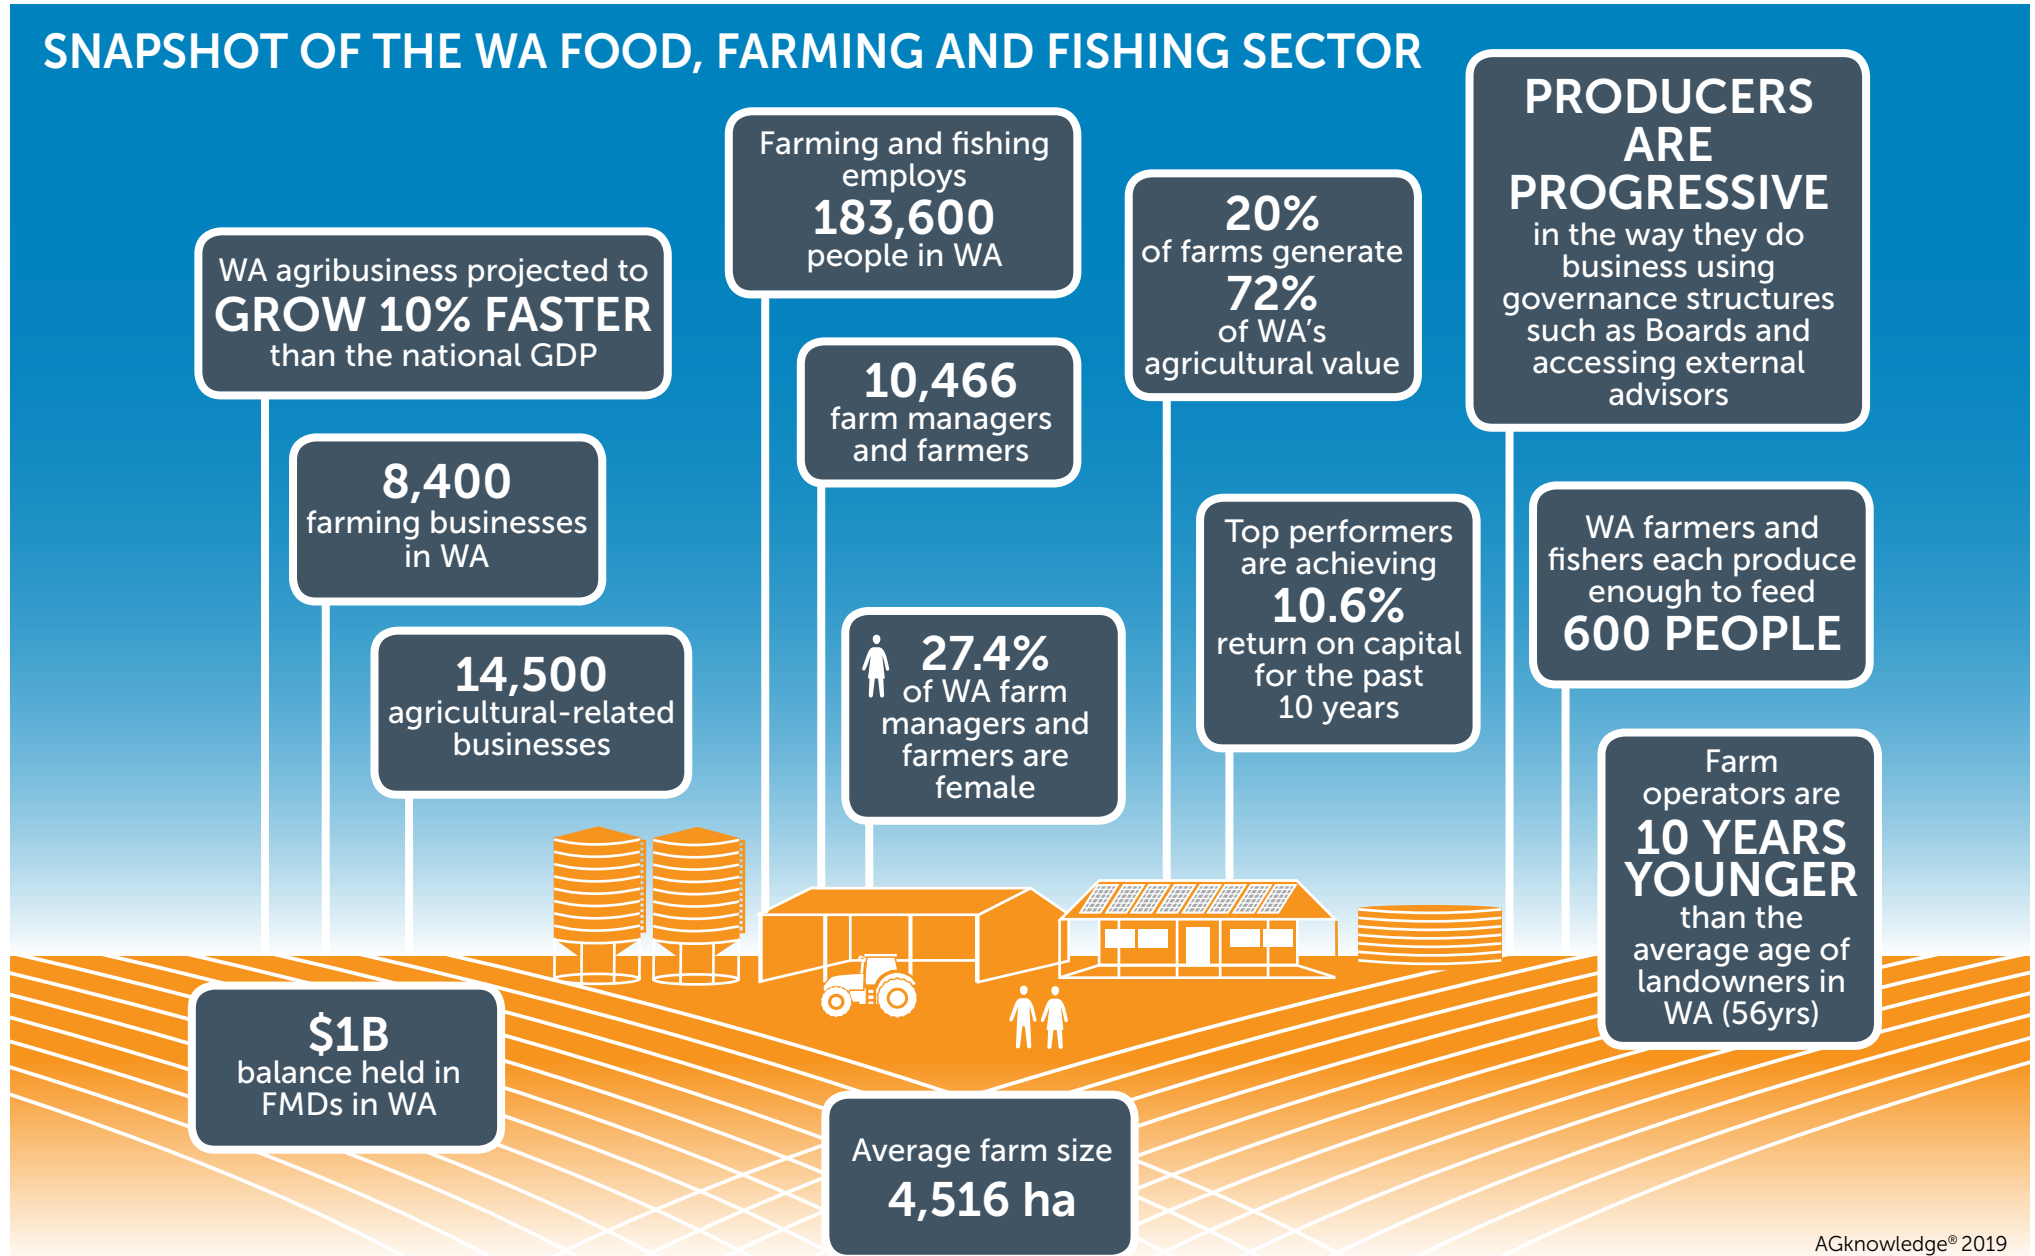 SNAPSHOT OF THE WA FOOD, FARMING AND FISHING SECTOR
WA agribusiness projected to
GROW 10% FASTER
than the national GDP
8,400
farming businesses
in WA
14,500
agricultural-related
businesses
Farming and fishing
employs
183,600
people in WA
10,466
farm managers
and farmers
27.4%
of WA farm
managers and
farmers are
female
20%
of farms generate
72%
of WA's
agricultural value
Top performers
are achieving
10.6%
return on capital
for the past
10 years
PRODUCERS
ARE
PROGRESSIVE
in the way they do
business using
governance structures
such as Boards and
accessing external
advisors
WA farmers and
fishers each produce
enough to feed
600 PEOPLE
Farm
operators are
10 YEARS
YOUNGER
than the
average age of
landowners in
WA (56yrs)
$1B
balance held in
FMDs in WA
Average farm size
4,516 ha
AGknowledge® 2019